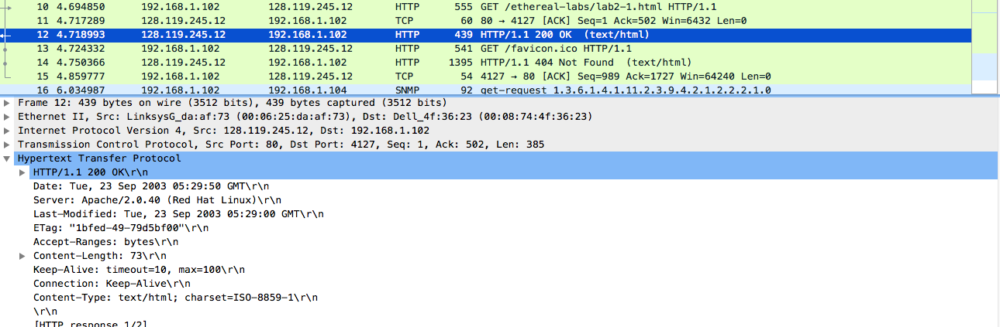 10 4.694850 192.168.1.102 128.119.245.12 HTTP 555 GET /ethereal-labs/lab2-1.html HTTP/1.1
11 4.717289 128.119.245.12 192.168.1.102 TCP 60 80 → 4127 [ACK] Seq=1 Ack=502 Win=6432 Len=0
12 4.718993 128.119.245.12 192.168.1.102 HTTP 439 HTTP/1.1 200 OK (text/html)
13 4.724332 192.168.1.102 128.119.245.12 HTTP 541 GET /favicon.ico HTTP/1.1
14 4.750366 128.119.245.12 192.168.1.102 HTTP 1395 HTTP/1.1 404 Not Found (text/html)
15 4.859777 192.168.1.102 128.119.245.12 TCP 54 4127 → 80 [ACK] Seq=989 Ack=1727 Win=64240 Len=0
16 6.034987 192.168.1.102 192.168.1.104 SNMP 92 get-request 1.3.6.1.4.1.11.2.3.9.4.2.1.2.2.2.1.0
Frame 12: 439 bytes on wire (3512 bits), 439 bytes captured (3512 bits)
Ethernet II, Src: LinksysG_da:af:73 (00:06:25:da:af:73), Dst: Dell_4f:36:23 (00:08:74:4f:36:23)
Internet Protocol Version 4, Src: 128.119.245.12, Dst: 192.168.1.102
Transmission Control Protocol, Src Port: 80, Dst Port: 4127, Seq: 1, Ack: 502, Len: 385
Hypertext Transfer Protocol
HTTP/1.1 200 OK\r\n
Date: Tue, 23 Sep 2003 05:29:50 GMT\r\n
Server: Apache/2.0.40 (Red Hat Linux)\r\n
Last-Modified: Tue, 23 Sep 2003 05:29:00 GMT\r\n
ETag: "1bfed-49-79d5bf00"\r\n
Accept-Ranges: bytes\r\n
Content-Length: 73\r\n
Keep-Alive: timeout=10, max=100\r\n
Connection: Keep-Alive\r\n
Content-Type: text/html; charset=ISO-8859-1\r\n
\r\n
[HTTP response 1/2]